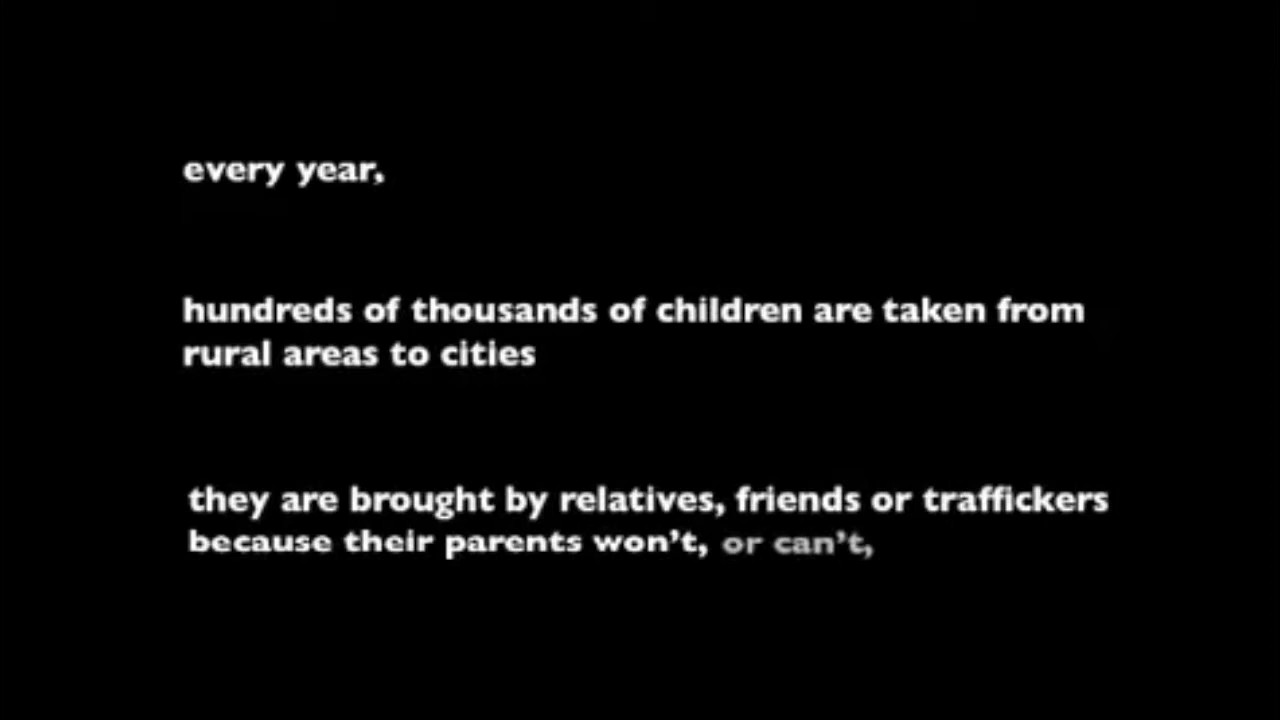 every year,
hundreds of thousands of children are taken from
rural areas to cities
they are brought by relatives, friends or traffickers
because their parents won't, or can't,